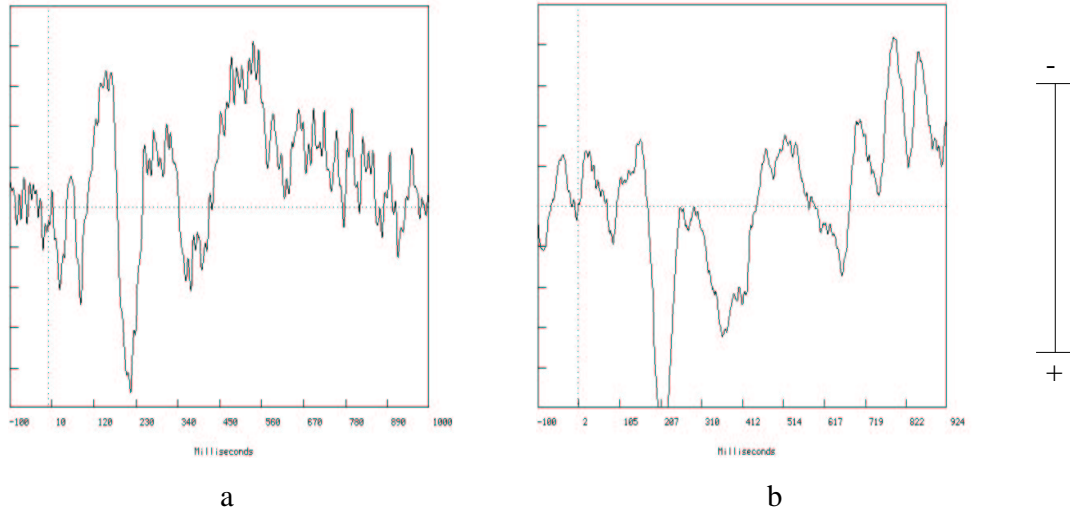 -100 10 120 230 340 450 560 670 780 890 1000
Milliseconds
a
-100 2 105 207 310 412 514 617 719 822 924
Milliseconds
b
-
+